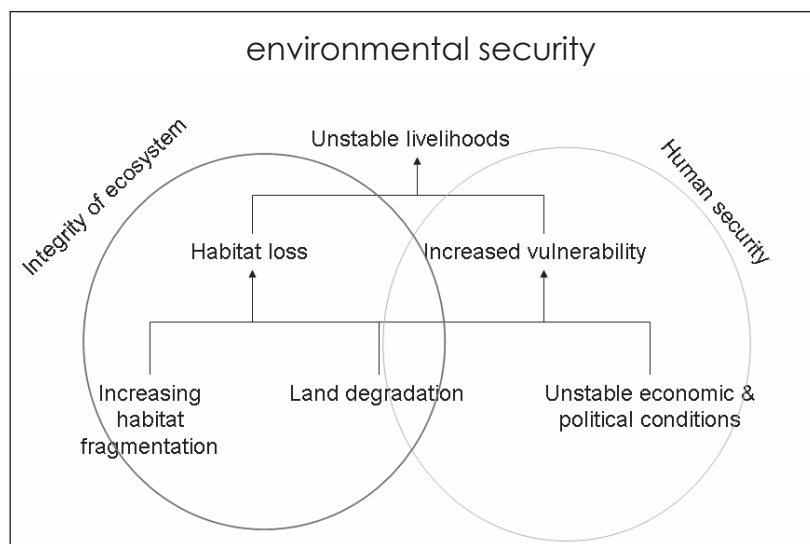 environmental security
Unstable livelihoods
Integrity of ecosystem
Human security
Habitat loss
Increased vulnerability
Increasing
habitat
fragmentation
Land degradation
Unstable economic &
political conditions